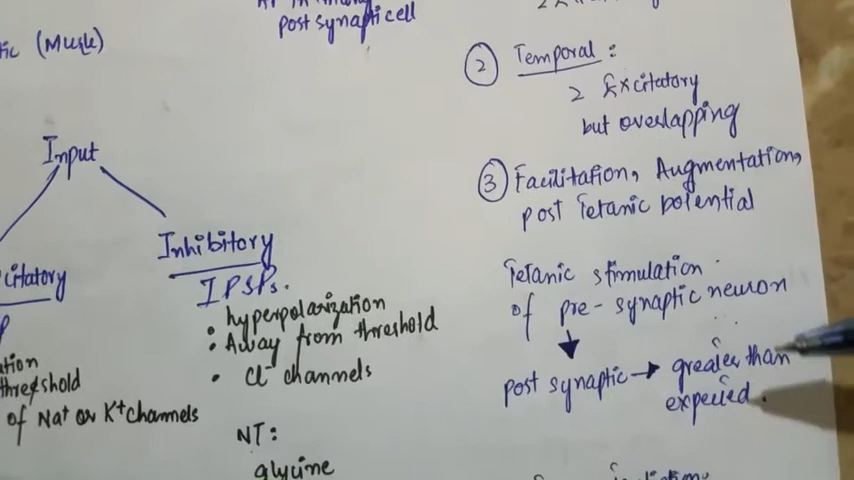 post synaptic cell
tic (Muscle)
Input
citatory
ation
threshold
of Na+ or K+ channels
Inhibitory
IPSPs.
• hyperpolarization
• Away from threshold
• Cl- channels
NT:
glycine
② Temporal :
2 Excitatory
but overlapping
③ Facilitation, Augmentation,
post Tetanic potential
Tetanic stimulation
of pre-synaptic neuron
post synaptic → greater than
expected.